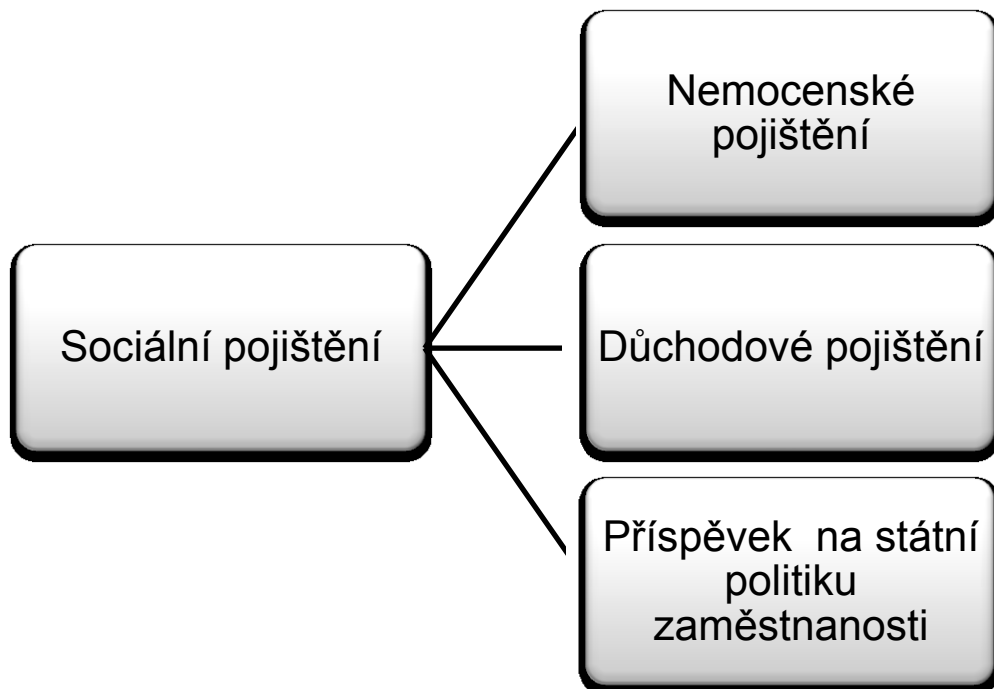 Nemocenské
pojištění
Sociální pojištění
Důchodové pojištění
Příspěvek na státní
politiku
zaměstnanosti